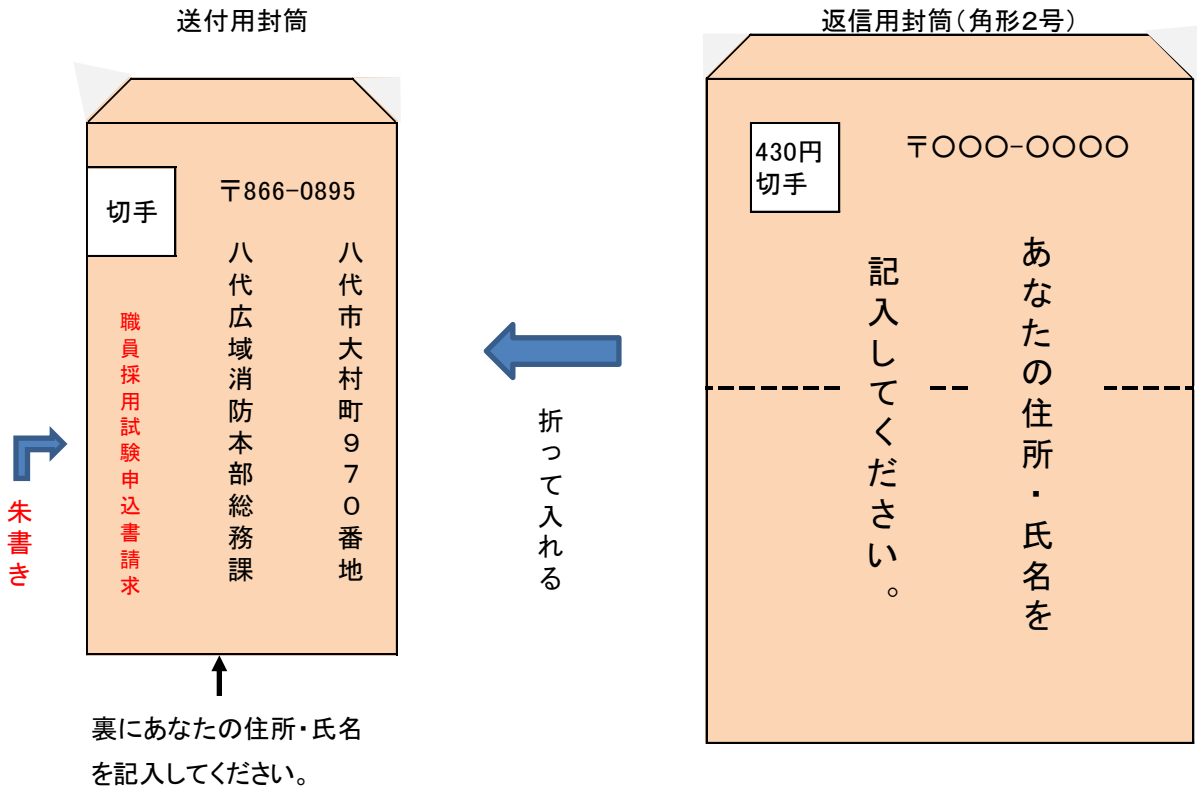 送付用封筒
切手
〒866-0895
八代市大村町９７０番地
八代広域消防本部総務課
職員採用試験申込書請求
朱書き
裏にあなたの住所・氏名
を記入してください。
折って入れる
返信用封筒（角形２号）
430円
切手
〒○○○-○○○○
あなたの住所・氏名を
記入してください。